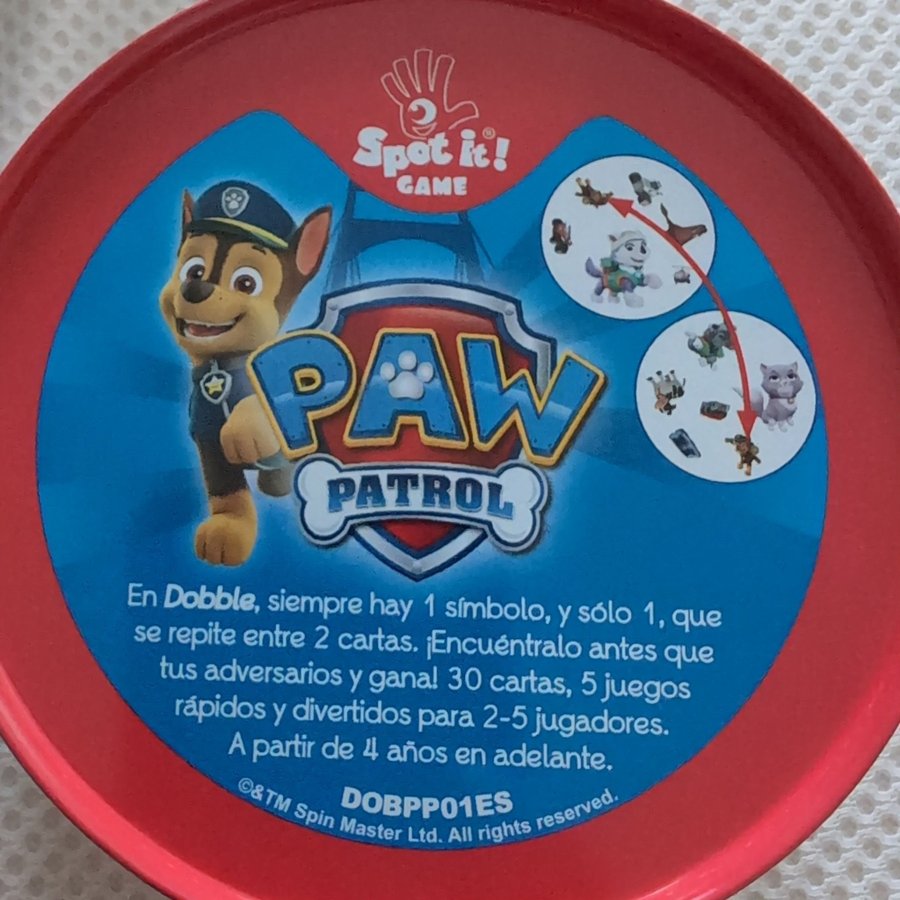 Spot it!®
GAME
PAW
PATROL
En Dobble, siempre hay 1 símbolo, y sólo 1, que
se repite entre 2 cartas. ¡Encuéntralo antes que
tus adversarios y gana! 30 cartas, 5 juegos
rápidos y divertidos para 2-5 jugadores.
A partir de 4 años en adelante.
DOBPP01ES
©&TM Spin Master Ltd. All rights reserved.